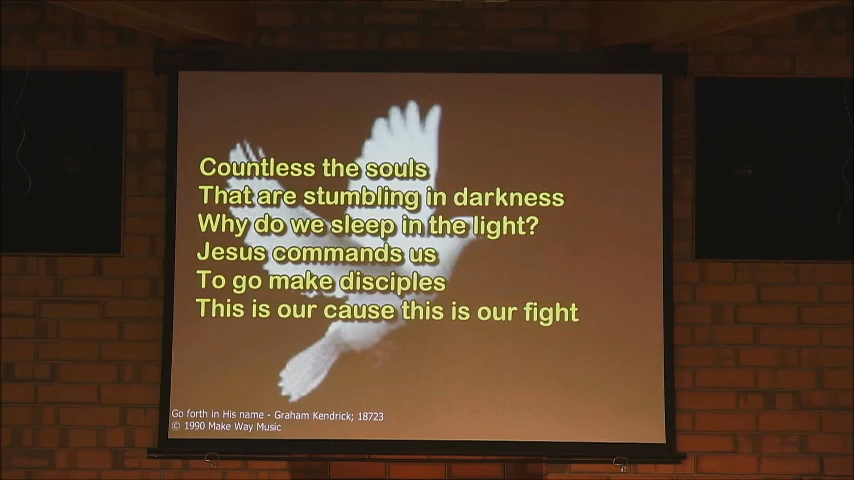 Countless the souls
That are stumbling in darkness
Why do we sleep in the light?
Jesus commands us
To go make disciples
This is our cause this is our fight
Go forth in His name - Graham Kendrick; 18723
© 1990 Make Way Music